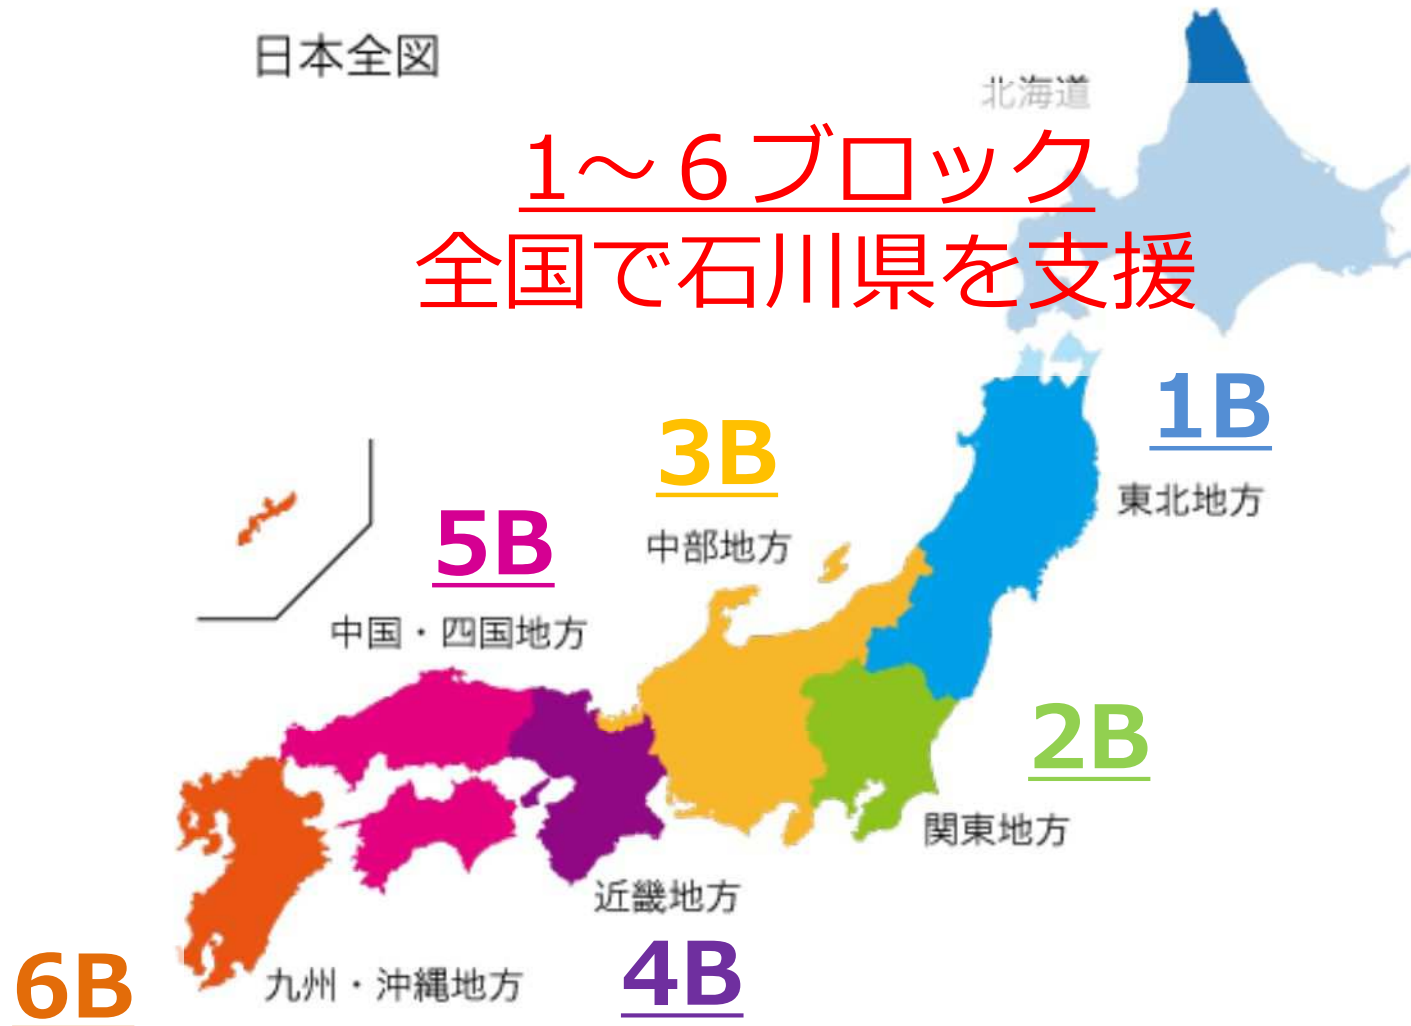 日本全図
北海道
1～６ブロック
全国で石川県を支援
1B
東北地方
3B
中部地方
5B
中国・四国地方
2B
関東地方
近畿地方
4B
6B
九州・沖縄地方